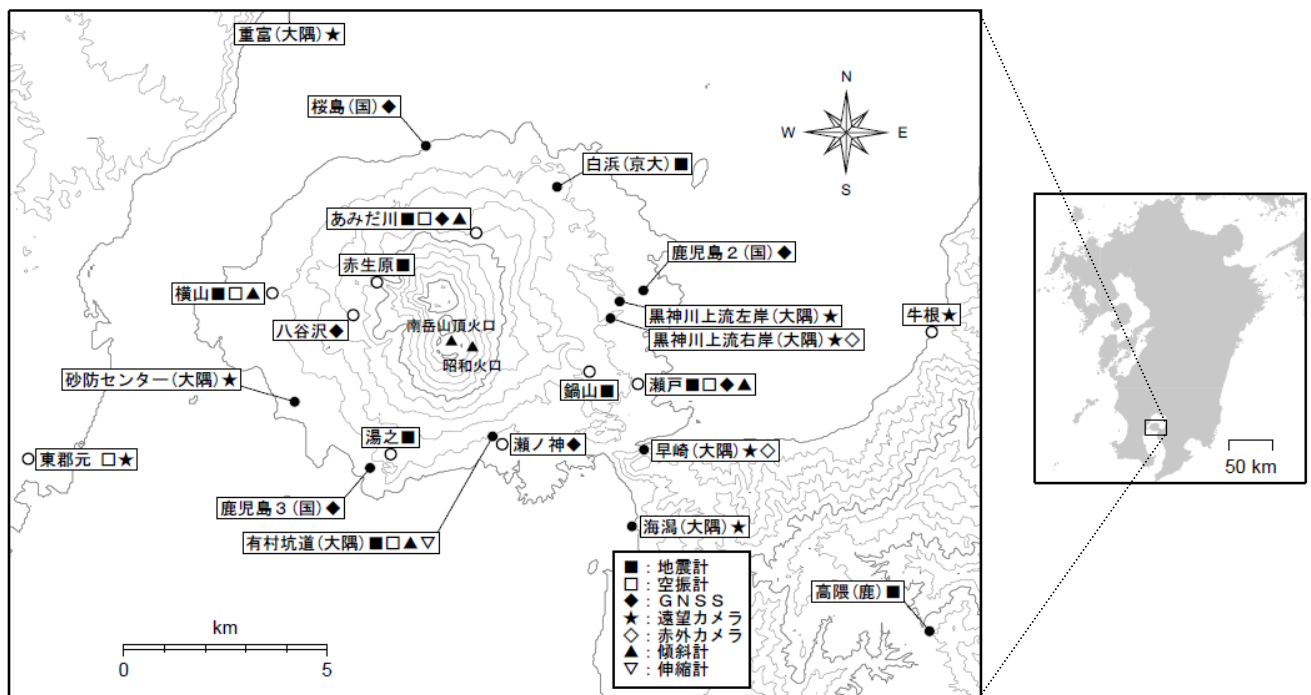 重富(大隅)★
桜島(国)◆
N
W
E
S
白浜(京大)■
あみだ川■□◆▲
赤生原■
鹿児島2(国)◆
横山■□▲
黒神川上流左岸(大隅)★
牛根★
八谷沢◆
南岳山頂火口
黒神川上流右岸(大隅)★◇
昭和火口
砂防センター(大隅)★
鍋山■
瀬戸■□◆▲
湯之■
瀬ノ神◆
早崎(大隅)★◇
東郡元 □★
50 km
鹿児島3(国)◆
海潟(大隅)★
有村坑道(大隅)■□▲▽
■:地震計
□:空振計
◆:GNSS
★:遠望カメラ
◇:赤外カメラ
▲:傾斜計
▽:伸縮計
高隈(鹿)■
km
0
5